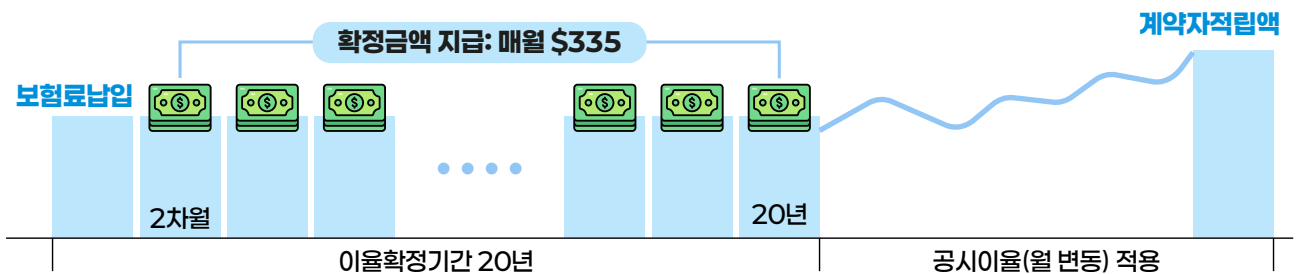 계약자적립액
확정금액 지급: 매월 $335
보험료납입
2차월
20년
이율확정기간 20년
공시이율(월 변동) 적용